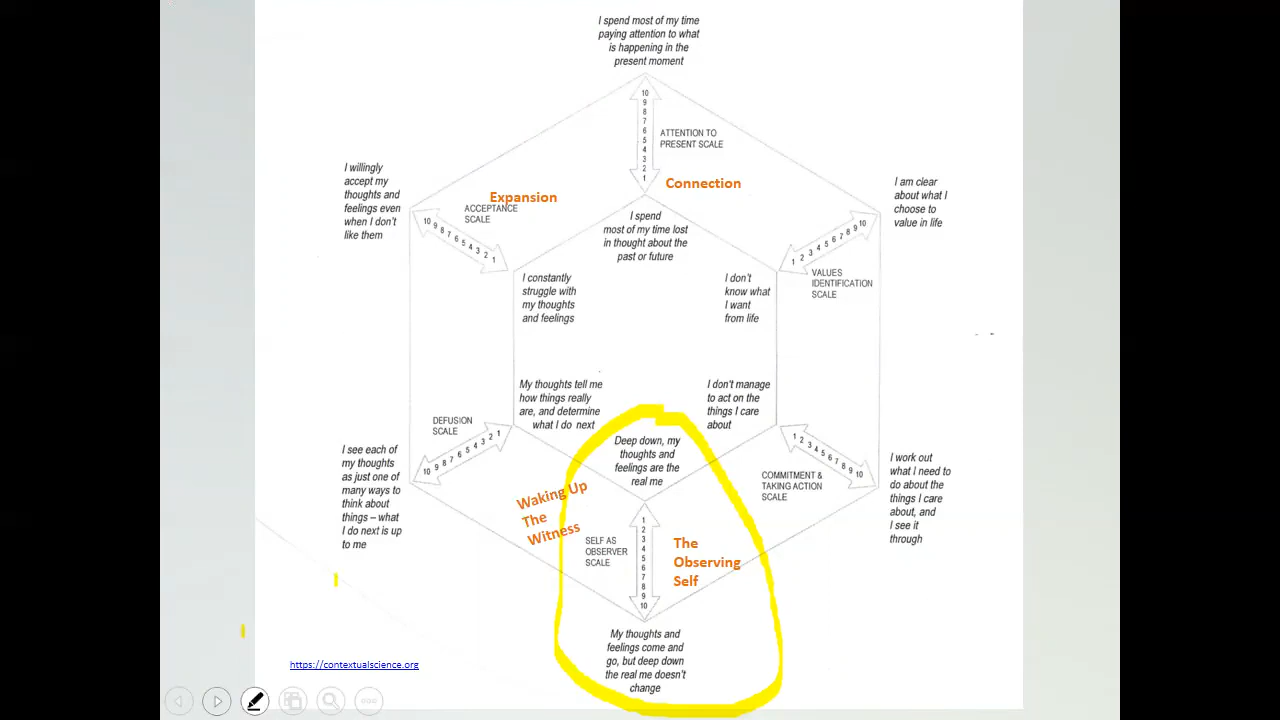 I spend most of my time
paying attention to what
is happening in the
present moment
10
9
8
7
6
5
4
3
2
1
ATTENTION TO
PRESENT SCALE
Connection
I spend
most of my time lost
in thought about the
past or future
I willingly
accept my
thoughts and
feelings even
when I don't
like them
Expansion
ACCEPTANCE
SCALE
10 9 8 7 6 5 4 3 2 1
I constantly
struggle with
my thoughts
and feelings
I am clear
about what I
choose to
value in life
1 2 3 4 5 6 7 8 9 10
VALUES
IDENTIFICATION
SCALE
I don't
know what
I want
from life
My thoughts tell me
how things really
are, and determine
what I do next
DEFUSION
SCALE
10 9 8 7 6 5 4 3 2 1
I see each of
my thoughts
as just one of
many ways to
think about
things – what
I do next is up
to me
I don't manage
to act on the
things I care
about
1 2 3 4 5 6 7 8 9 10
COMMITMENT &
TAKING ACTION
SCALE
I work out
what I need to
do about the
things I care
about, and
I see it
through
Deep down, my
thoughts and
feelings are the
real me
Waking Up
The
Witness
SELF AS
OBSERVER
SCALE
1
2
3
4
5
6
7
8
9
10
The
Observing
Self
My thoughts and
feelings come and
go, but deep down
the real me doesn't
change
https://contextualscience.org